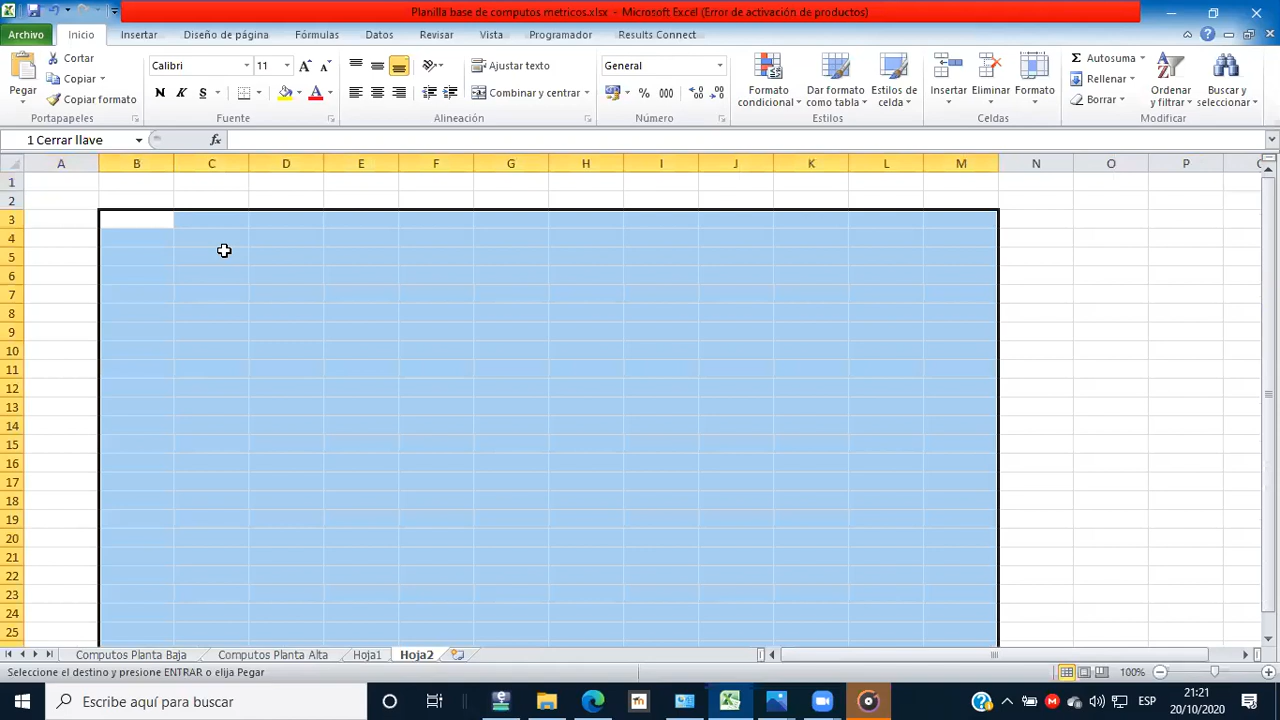 Planilla base de computos metricos.xlsx - Microsoft Excel (Error de activación de productos)
Archivo Inicio Insertar Diseño de página Fórmulas Datos Revisar Vista Programador Results Connect
Pegar Cortar Copiar Copiar formato Portapapeles
Calibri 11 N K S A A A Fuente
Ajustar texto Combinar y centrar Alineación
General % 000 Número
Formato condicional Dar formato como tabla Estilos de celda Estilos
Insertar Eliminar Formato Celdas
Autosuma Rellenar Borrar Ordenar y filtrar Buscar y seleccionar Modificar
1 Cerrar llave fx
A B C D E F G H I J K L M N O P
1
2
3
4
5
6
7
8
9
10
11
12
13
14
15
16
17
18
19
20
21
22
23
24
25
Computos Planta Baja Computos Planta Alta Hoja1 Hoja2
Seleccione el destino y presione ENTRAR o elija Pegar 100%
Escribe aquí para buscar ESP 21:21
20/10/2020